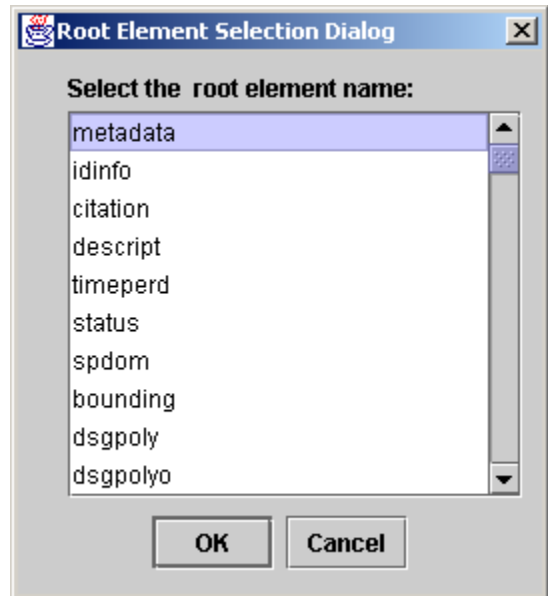 Root Element Selection Dialog
Select the root element name:
metadata
idinfo
citation
descript
timeperd
status
spdom
bounding
dsgpoly
dsgpolyo
OK
Cancel